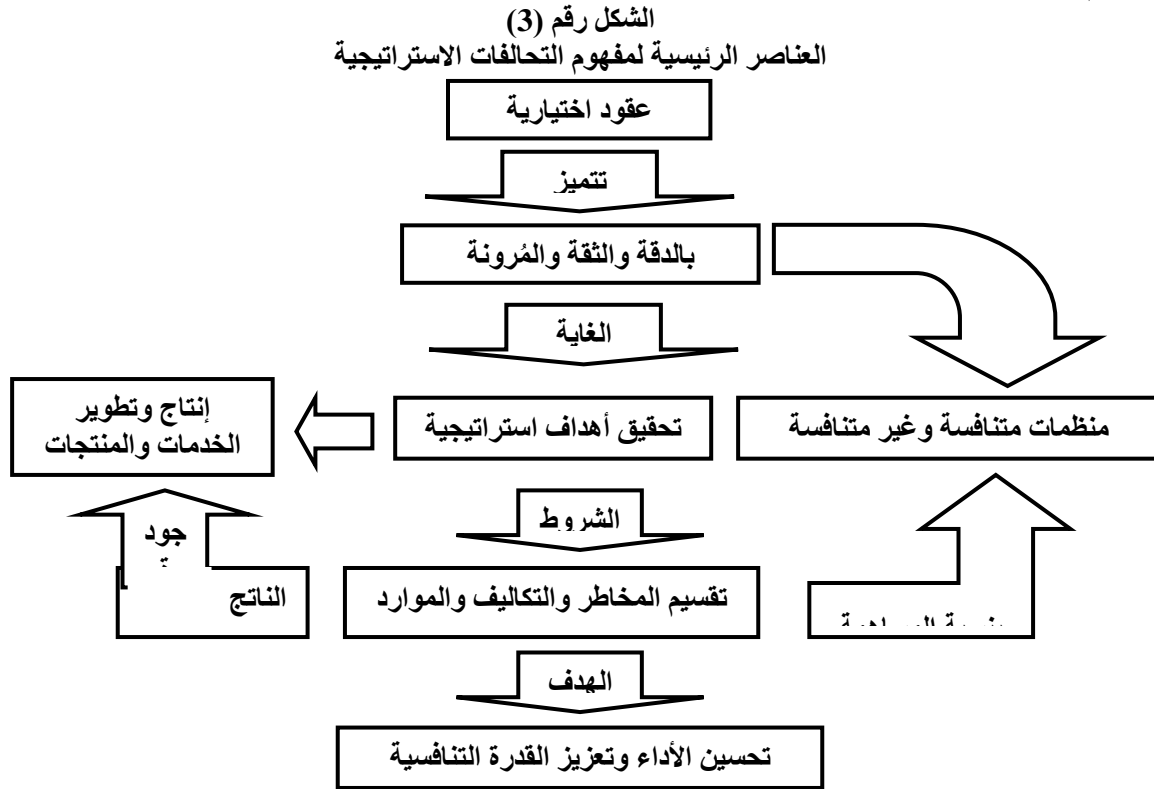 الشكل رقم (3)
العناصر الرئيسية لمفهوم التحالفات الاستراتيجية
عقود اختيارية
تتميز
بالدقة والثقة والمُرونة
الغاية
منظمات متنافسة وغير متنافسة
تحقيق أهداف استراتيجية
إنتاج وتطوير
الخدمات والمنتجات
الشروط
جود
تقسيم المخاطر والتكاليف والموارد
الناتج
الهدف
تحسين الأداء وتعزيز القدرة التنافسية